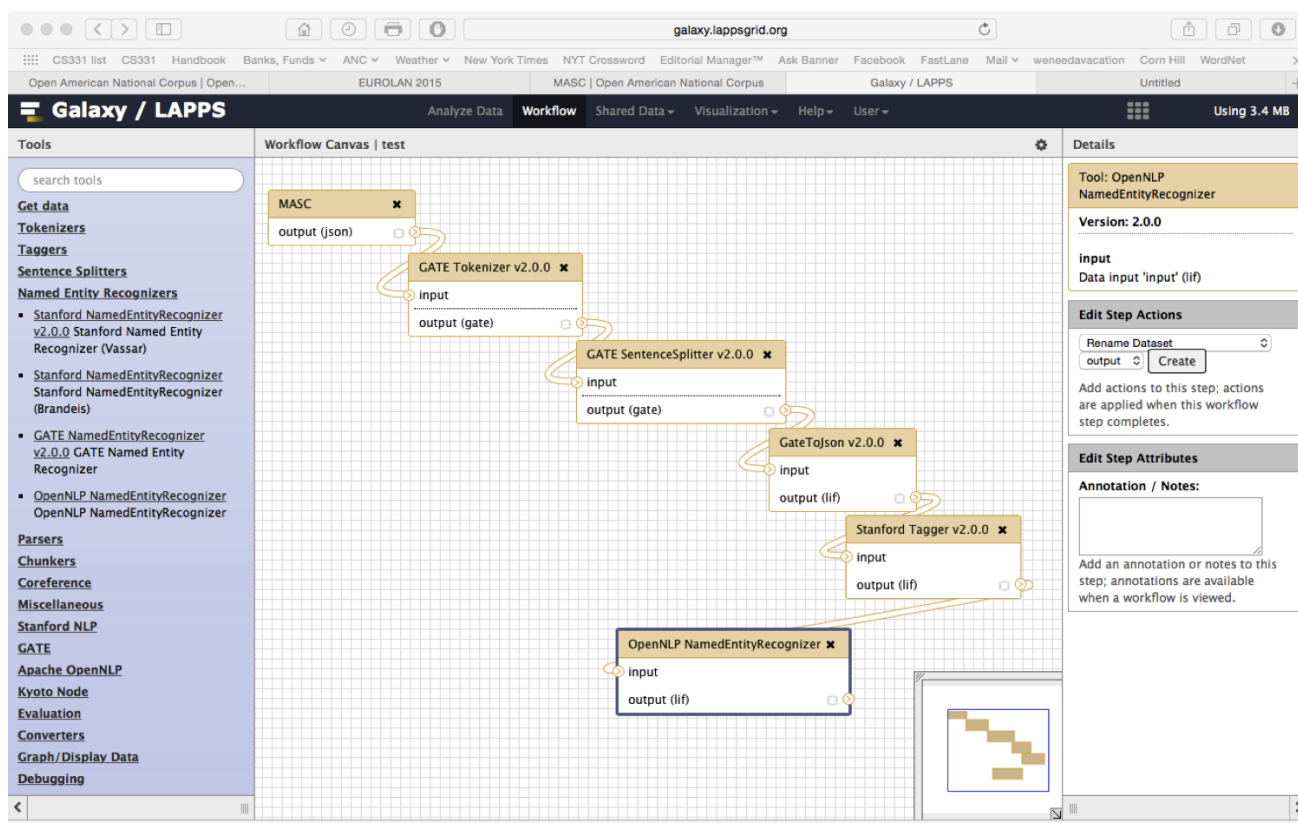 galaxy.lappsgrid.org
CS331 list CS331 Handbook Banks, Funds ANC Weather New York Times NYT Crossword Editorial Manager™ Ask Banner Facebook FastLane Mail weneedavacation Corn Hill WordNet
Open American National Corpus | Open... EUROLAN 2015 MASC | Open American National Corpus Galaxy / LAPPS Untitled
Galaxy / LAPPS Analyze Data Workflow Shared Data Visualization Help User Using 3.4 MB
Tools
search tools
Get data
Tokenizers
Taggers
Sentence Splitters
Named Entity Recognizers
Stanford NamedEntityRecognizer
v2.0.0 Stanford Named Entity
Recognizer (Vassar)
Stanford NamedEntityRecognizer
Stanford NamedEntityRecognizer
(Brandeis)
GATE NamedEntityRecognizer
v2.0.0 GATE Named Entity
Recognizer
OpenNLP NamedEntityRecognizer
OpenNLP NamedEntityRecognizer
Parsers
Chunkers
Coreference
Miscellaneous
Stanford NLP
GATE
Apache OpenNLP
Kyoto Node
Evaluation
Converters
Graph/Display Data
Debugging
Workflow Canvas | test
MASC
output (json)
GATE Tokenizer v2.0.0
input
output (gate)
GATE SentenceSplitter v2.0.0
input
output (gate)
GateToJson v2.0.0
input
output (lif)
Stanford Tagger v2.0.0
input
output (lif)
OpenNLP NamedEntityRecognizer
input
output (lif)
Details
Tool: OpenNLP
NamedEntityRecognizer
Version: 2.0.0
input
Data input 'input' (lif)
Edit Step Actions
Rename Dataset
output Create
Add actions to this step; actions
are applied when this workflow
step completes.
Edit Step Attributes
Annotation / Notes:
Add an annotation or notes to this
step; annotations are available
when a workflow is viewed.